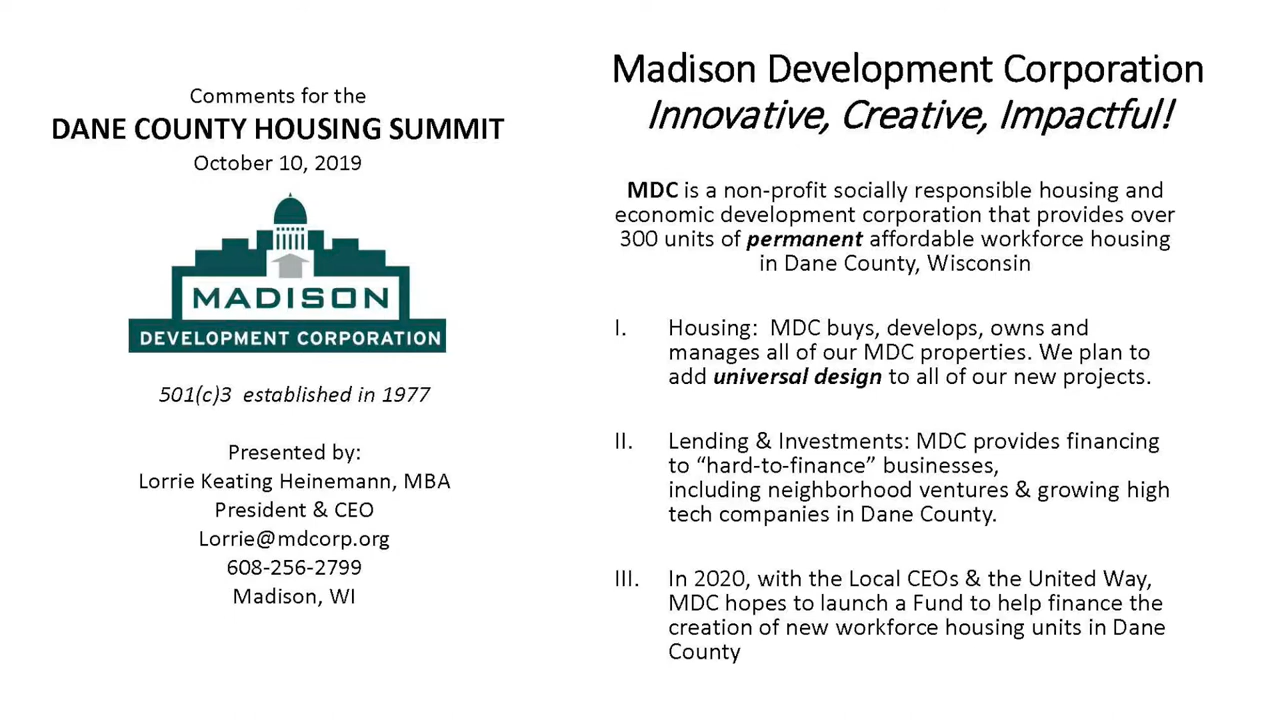 Comments for the
DANE COUNTY HOUSING SUMMIT
October 10, 2019
MADISON
DEVELOPMENT CORPORATION
501(c)3 established in 1977
Presented by:
Lorrie Keating Heinemann, MBA
President & CEO
Lorrie@mdcorp.org
608-256-2799
Madison, WI
Madison Development Corporation
Innovative, Creative, Impactful!
MDC is a non-profit socially responsible housing and
economic development corporation that provides over
300 units of permanent affordable workforce housing
in Dane County, Wisconsin
I. Housing: MDC buys, develops, owns and
manages all of our MDC properties. We plan to
add universal design to all of our new projects.
II. Lending & Investments: MDC provides financing
to “hard-to-finance” businesses,
including neighborhood ventures & growing high
tech companies in Dane County.
III. In 2020, with the Local CEOs & the United Way,
MDC hopes to launch a Fund to help finance the
creation of new workforce housing units in Dane
County